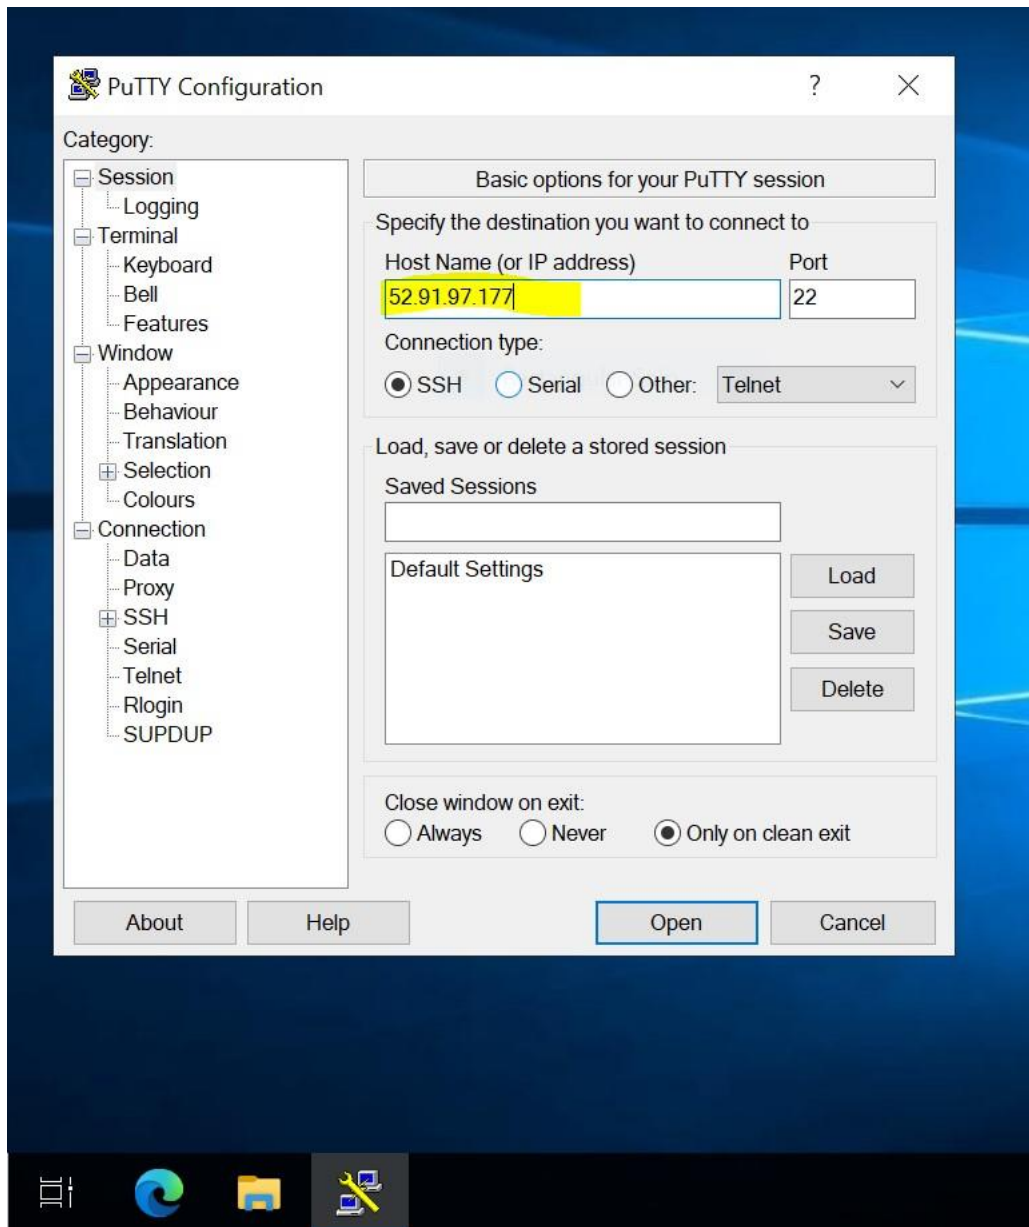 PuTTY Configuration
?
Category:
Session
Logging
Terminal
Keyboard
Bell
Features
Window
Appearance
Behaviour
Translation
Selection
Colours
Connection
Data
Proxy
SSH
Serial
Telnet
Rlogin
SUPDUP
Basic options for your PuTTY session
Specify the destination you want to connect to
Host Name (or IP address) Port
52.91.97.177 22
Connection type:
SSH Serial Other: Telnet
Load, save or delete a stored session
Saved Sessions
Default Settings
Load
Save
Delete
Close window on exit:
Always Never Only on clean exit
About Help Open Cancel